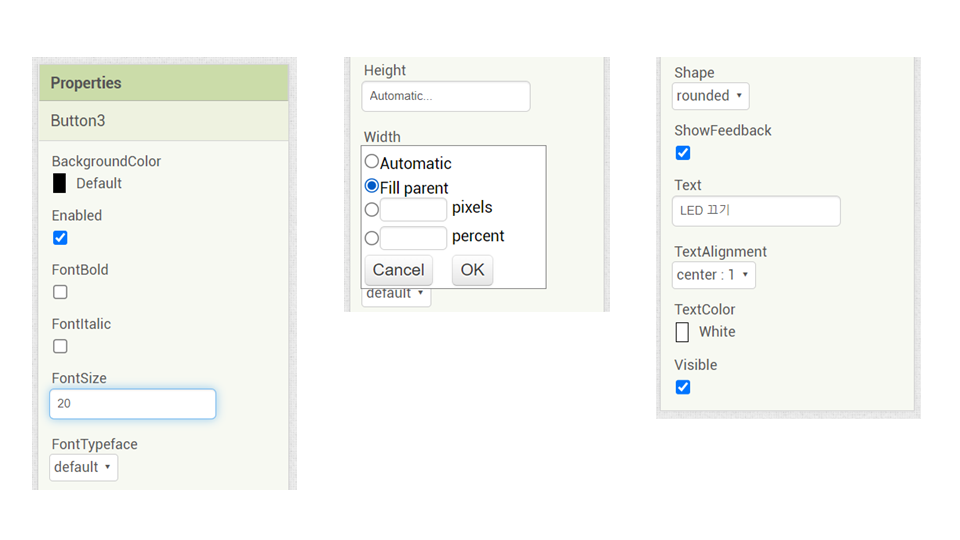 Properties
Button3
BackgroundColor
Default
Enabled
FontBold
FontItalic
FontSize
20
FontTypeface
default
Height
Automatic...
Width
Automatic
Fill parent
pixels
percent
Cancel OK
default
Shape
rounded
ShowFeedback
Text
LED 끄기
TextAlignment
center : 1
TextColor
White
Visible